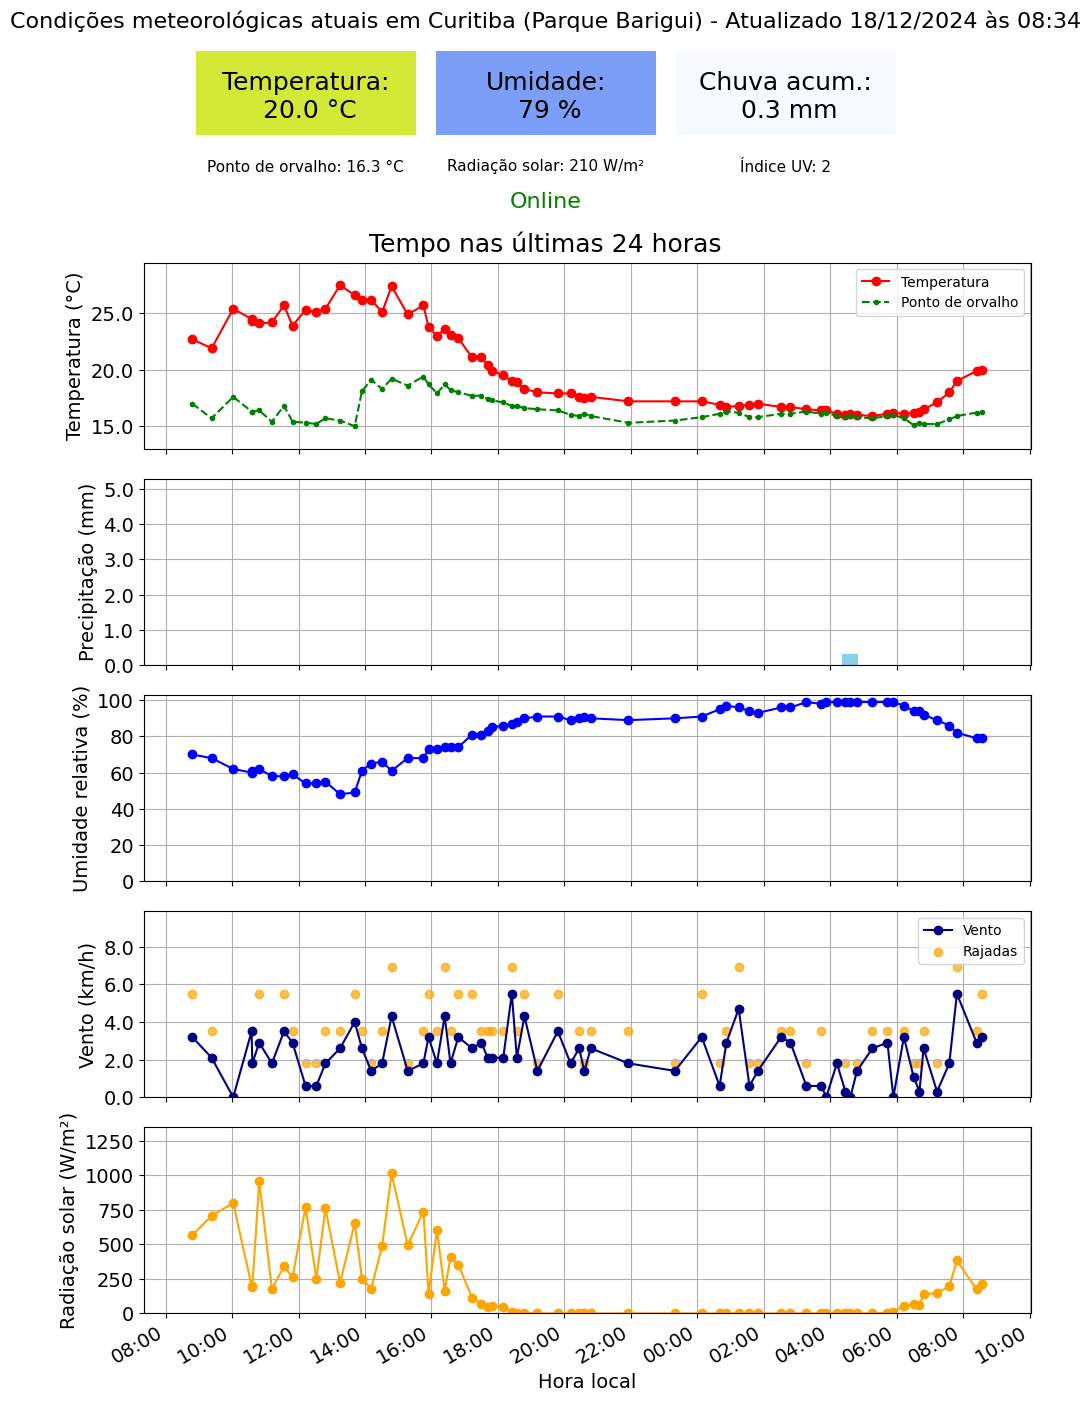 Condições meteorológicas atuais em Curitiba (Parque Barigui) - Atualizado 18/12/2024 às 08:34
Temperatura:
20.0 °C
Umidade:
79 %
Chuva acum.:
0.3 mm
Ponto de orvalho: 16.3 °C
Radiação solar: 210 W/m²
Índice UV: 2
Online
Tempo nas últimas 24 horas
Temperatura (°C)
25.0
20.0
15.0
Temperatura
Ponto de orvalho
Precipitação (mm)
5.0
4.0
3.0
2.0
1.0
0.0
Umidade relativa (%)
100
80
60
40
20
0
Vento (km/h)
8.0
6.0
4.0
2.0
0.0
Vento
Rajadas
Radiação solar (W/m²)
1250
1000
750
500
250
0
08:00
10:00
12:00
14:00
16:00
18:00
20:00
22:00
00:00
02:00
04:00
06:00
08:00
10:00
Hora local